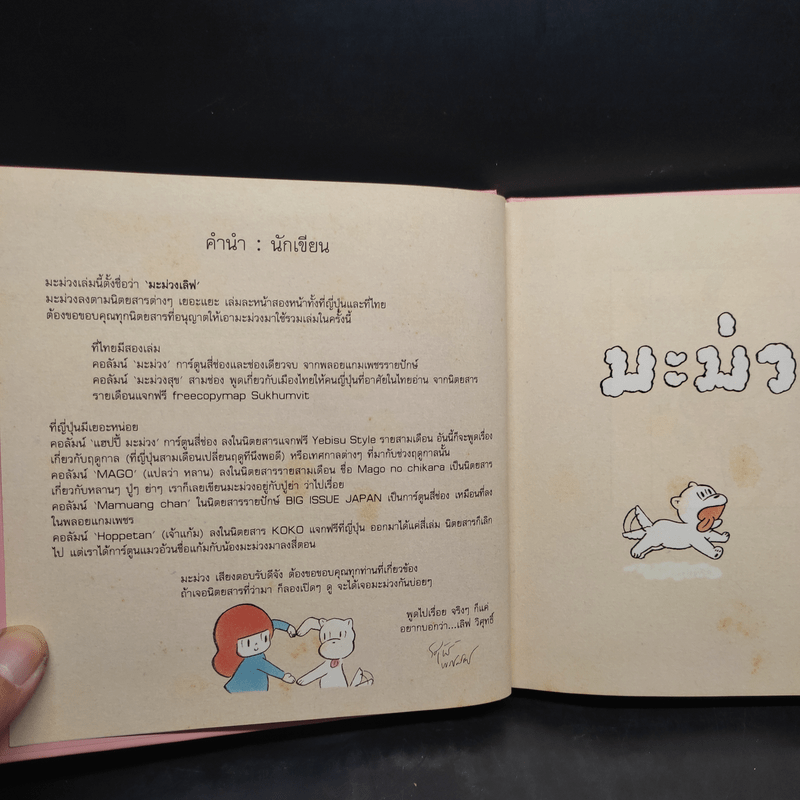 คำนำ : นักเขียน
มะม่วงเล่มนี้ตั้งชื่อว่า 'มะม่วงเลิฟ'
มะม่วงลงตามนิตยสารต่างๆ เยอะแยะ เล่มละหน้าสองหน้าทั้งที่ญี่ปุ่นและที่ไทย
ต้องขอขอบคุณทุกนิตยสารที่อนุญาตให้เอามะม่วงมาใช้รวมเล่มในครั้งนี้
ที่ไทยมีสองเล่ม
คอลัมน์ 'มะม่วง' การ์ตูนสี่ช่องและช่องเดียวจบ จากพลอยแกมเพชรรายปักษ์
คอลัมน์ 'มะม่วงสุข' สามช่อง พูดเกี่ยวกับเมืองไทยให้คนญี่ปุ่นที่อาศัยในไทยอ่าน จากนิตยสาร
รายเดือนแจกฟรี freecopymap Sukhumvit
ที่ญี่ปุ่นมีเยอะหน่อย
คอลัมน์ 'แฮปปี้ มะม่วง' การ์ตูนสี่ช่อง ลงในนิตยสารแจกฟรี Yebisu Style รายสามเดือน อันนี้ก็จะพูดเรื่อง
เกี่ยวกับฤดูกาล (ที่ญี่ปุ่นสามเดือนเปลี่ยนฤดูทีนึงพอดี) หรือเทศกาลต่างๆ ที่มากับช่วงฤดูกาลนั้น
คอลัมน์ 'MAGO' (แปลว่า หลาน) ลงในนิตยสารรายสามเดือน ชื่อ Mago no chikara เป็นนิตยสาร
เกี่ยวกับหลานๆ ปู่ๆ ย่าๆ เราก็เลยเขียนมะม่วงอยู่กับปู่ย่า ว่าไปเรื่อย
คอลัมน์ 'Mamuang chan' ในนิตยสารรายปักษ์ BIG ISSUE JAPAN เป็นการ์ตูนสี่ช่อง เหมือนที่ลง
ในพลอยแกมเพชร
คอลัมน์ 'Hoppetan' (เจ้าแก้ม) ลงในนิตยสาร KOKO แจกฟรีที่ญี่ปุ่น ออกมาได้แค่สี่เล่ม นิตยสารก็เลิก
ไป แต่เราได้การ์ตูนแมวอ้วนชื่อแก้มกับน้องมะม่วงมาลงสี่ตอน
มะม่วง เสียงตอบรับดีจัง ต้องขอขอบคุณทุกท่านที่เกี่ยวข้อง
ถ้าเจอนิตยสารที่ว่ามา ก็ลองเปิดๆ ดู จะได้เจอมะม่วงกันบ่อยๆ
พูดไปเรื่อย จริงๆ ก็แค่
อยากบอกว่า...เลิฟ วิศุทธิ์
มะม่ว